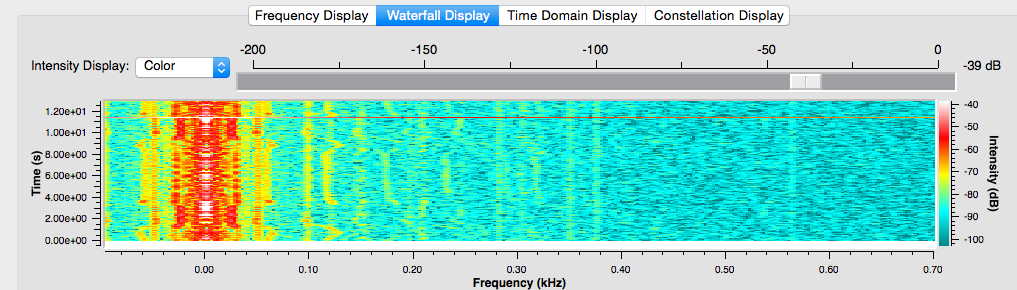 Frequency Display Waterfall Display Time Domain Display Constellation Display
-200 -150 -100 -50 0
Intensity Display: Color -39 dB
1.20e+01
1.00e+01
8.00e+00
6.00e+00
4.00e+00
2.00e+00
0.00e+00
Time (s)
-40
-50
-60
-70
-80
-90
-100
Intensity (dB)
0.00 0.10 0.20 0.30 0.40 0.50 0.60 0.70
Frequency (kHz)